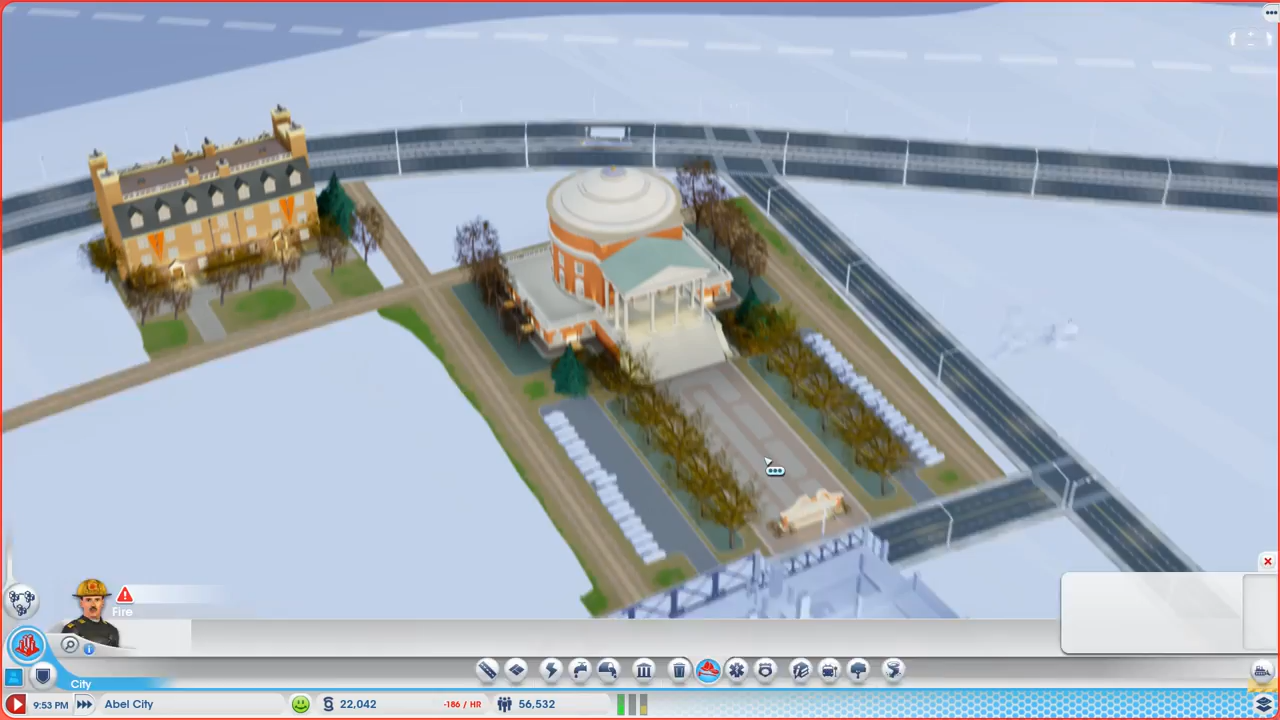 Fire
City
9:53 PM
Abel City
22,042
-186 / HR
56,532